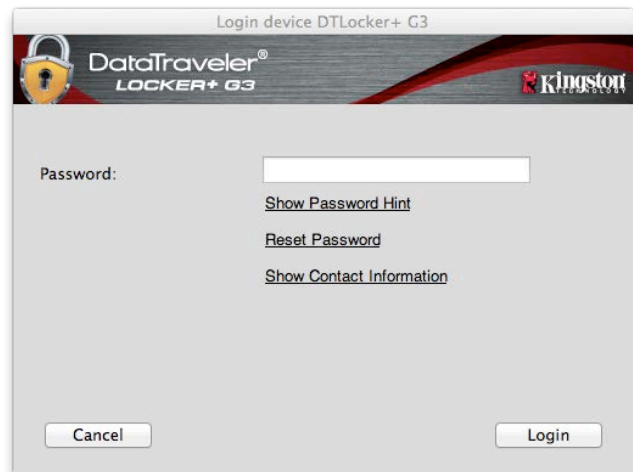 Login device DTLocker+ G3
DataTraveler®
LOCKER+ G3
Kingston
TECHNOLOGY
Password:
Show Password Hint
Reset Password
Show Contact Information
Cancel
Login